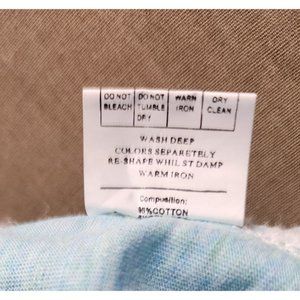 DO NOT BLEACH
DO NOT TUMBLE DRY
WARM IRON
DRY CLEAN
WASH DEEP
COLORS SEPARETELY
RE-SHAPE WHILST DAMP
WARM IRON
Composition:
95%COTTON